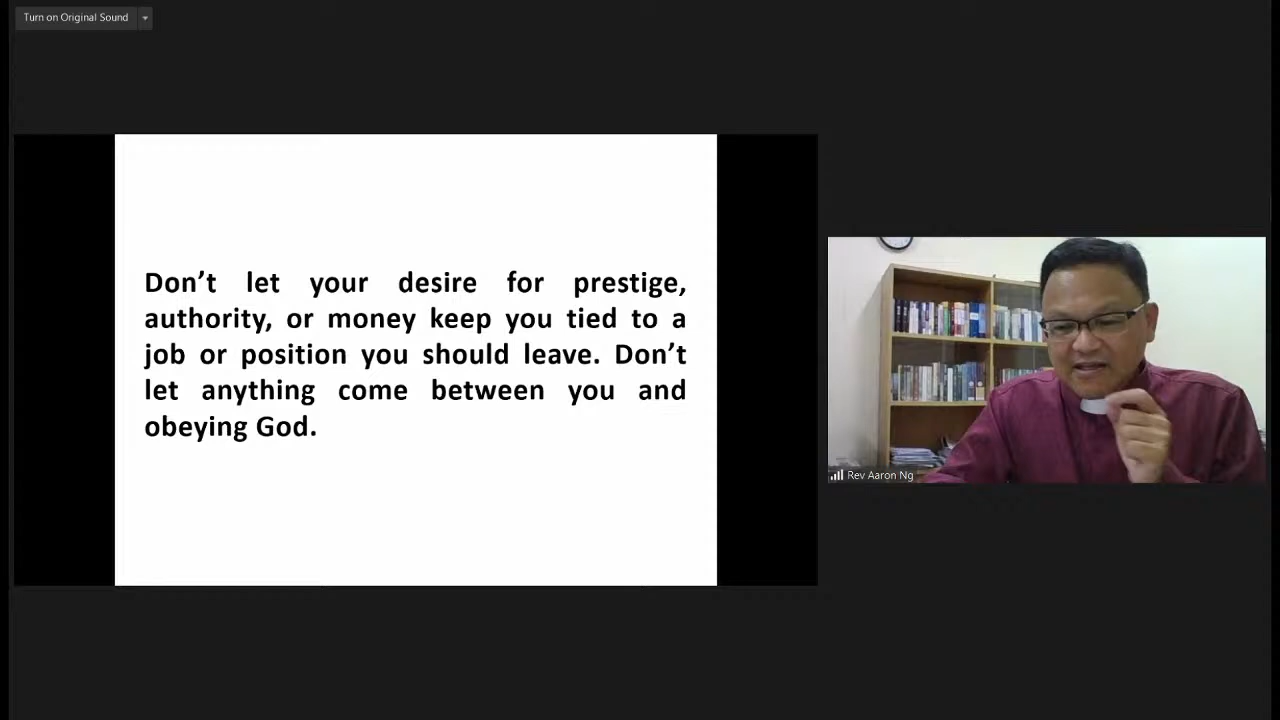 Turn on Original Sound
Don’t let your desire for prestige,
authority, or money keep you tied to a
job or position you should leave. Don’t
let anything come between you and
obeying God.
Rev Aaron Ng